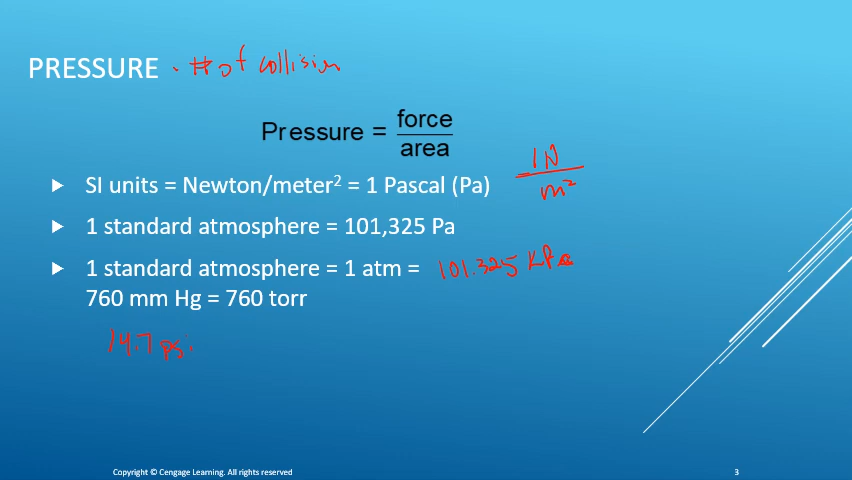 PRESSURE · # of collision
Pressure = force
area
SI units = Newton/meter² = 1 Pascal (Pa)
1N
m²
1 standard atmosphere = 101,325 Pa
1 standard atmosphere = 1 atm = 101.325 KPa
760 mm Hg = 760 torr
14.7 psi
Copyright © Cengage Learning. All rights reserved
3